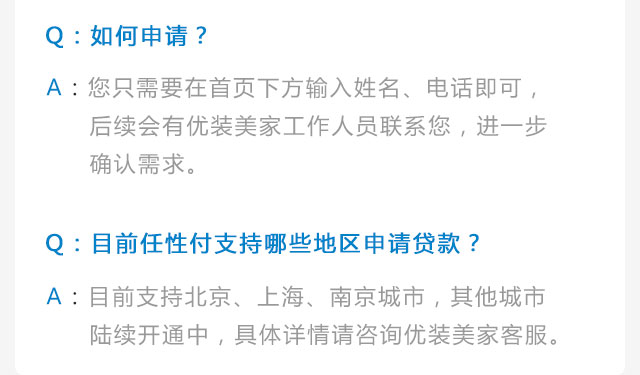 Q：如何申请？
A：您只需要在首页下方输入姓名、电话即可，
后续会有优装美家工作人员联系您，进一步
确认需求。
Q：目前任性付支持哪些地区申请贷款？
A：目前支持北京、上海、南京城市，其他城市
陆续开通中，具体详情请咨询优装美家客服。